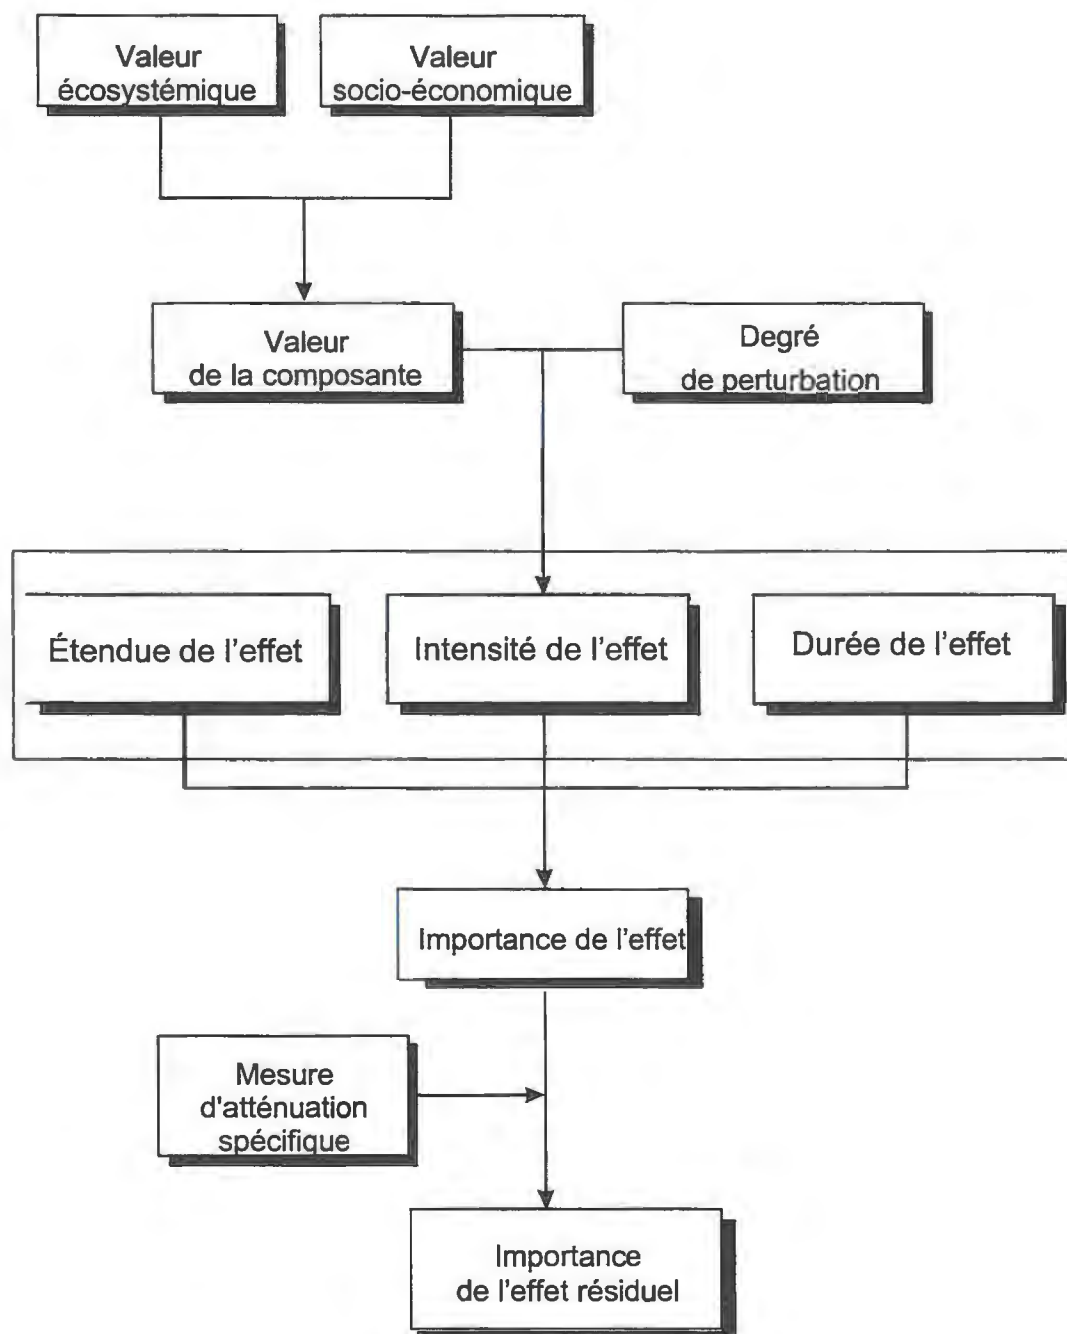 Valeur
écosystémique
Valeur
socio-économique
Valeur
de la composante
Degré
de perturbation
Étendue de l'effet
Intensité de l'effet
Durée de l'effet
Importance de l'effet
Mesure
d'atténuation
spécifique
Importance
de l'effet résiduel